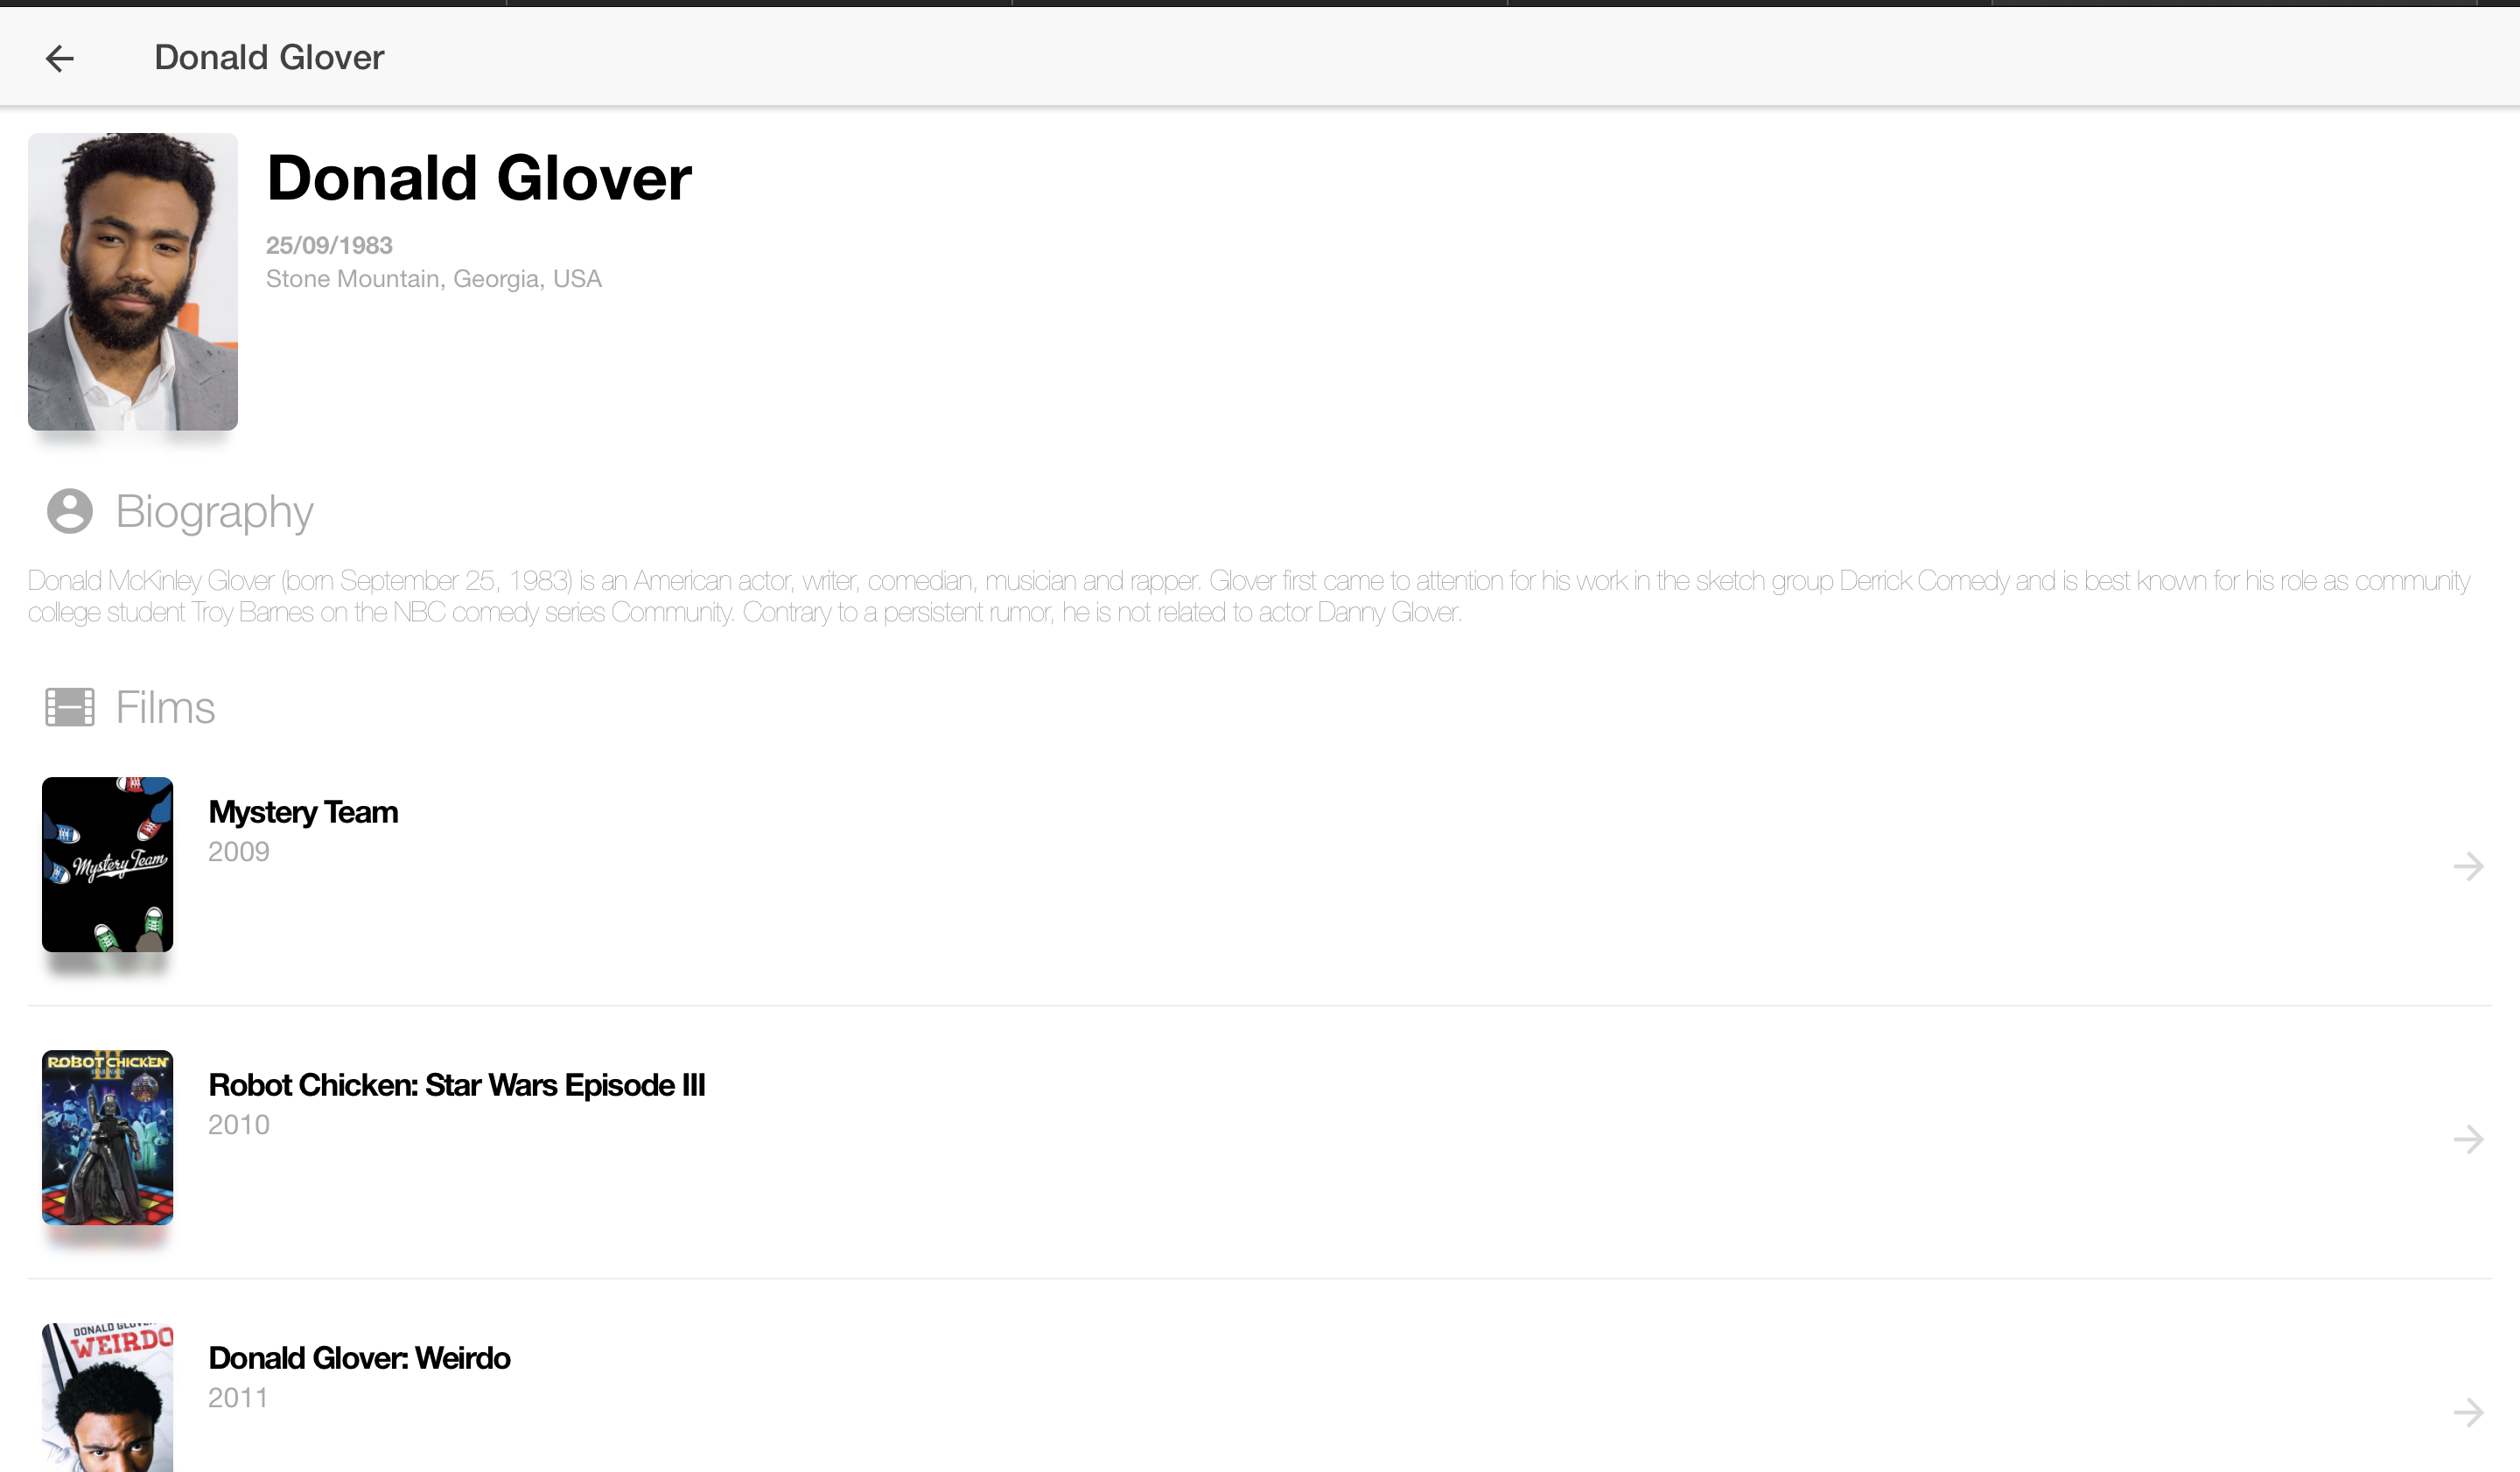 Donald Glover
Donald Glover
25/09/1983
Stone Mountain, Georgia, USA
Biography
Donald McKinley Glover (born September 25, 1983) is an American actor, writer, comedian, musician and rapper. Glover first came to attention for his work in the sketch group Derrick Comedy and is best known for his role as community
college student Troy Barnes on the NBC comedy series Community. Contrary to a persistent rumor, he is not related to actor Danny Glover.
Films
Mystery Team
Mystery Team
2009
ROBOT CHICKEN
III
STAR WARS
Robot Chicken: Star Wars Episode III
2010
DONALD GLOVER
WEIRDO
Donald Glover: Weirdo
2011